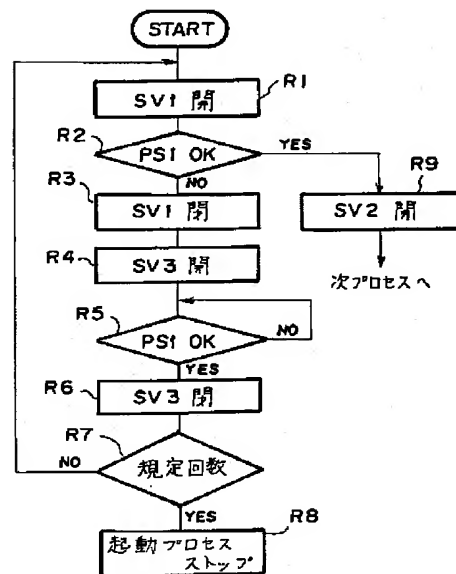 START
SV1 開
R1
R2
PS1 OK
YES
NO
R9
SV2 開
次プロセスへ
R3
SV1 閉
R4
SV3 開
R5
PS1 OK
NO
YES
R6
SV3 閉
R7
規定回数
NO
YES
R8
起動プロセス
ストップ